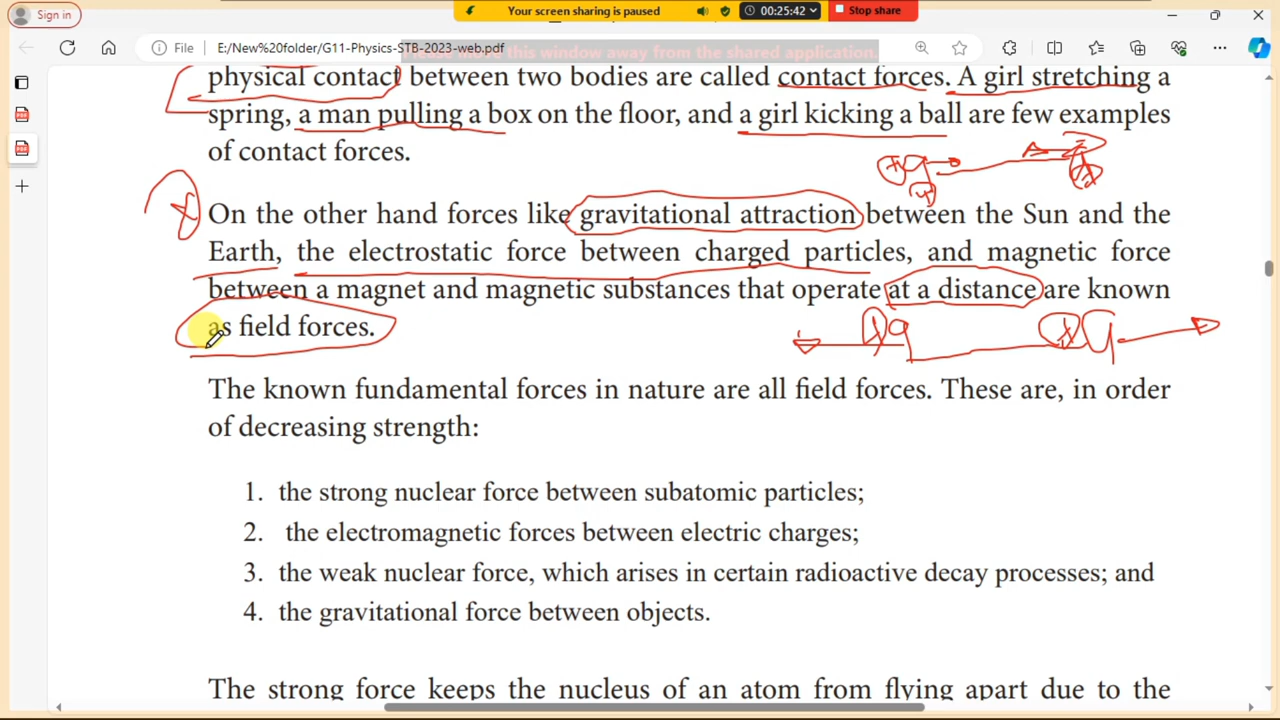 Sign in
Your screen sharing is paused
00:25:42
Stop share
File
E:/New%20folder/G11-Physics-STB-2023-web.pdf
this window away from the shared application.
physical contact between two bodies are called contact forces. A girl stretching a
spring, a man pulling a box on the floor, and a girl kicking a ball are few examples
of contact forces.
On the other hand forces like gravitational attraction between the Sun and the
Earth, the electrostatic force between charged particles, and magnetic force
between a magnet and magnetic substances that operate at a distance are known
as field forces.
The known fundamental forces in nature are all field forces. These are, in order
of decreasing strength:
1. the strong nuclear force between subatomic particles;
2. the electromagnetic forces between electric charges;
3. the weak nuclear force, which arises in certain radioactive decay processes; and
4. the gravitational force between objects.
The strong force keeps the nucleus of an atom from flying apart due to the